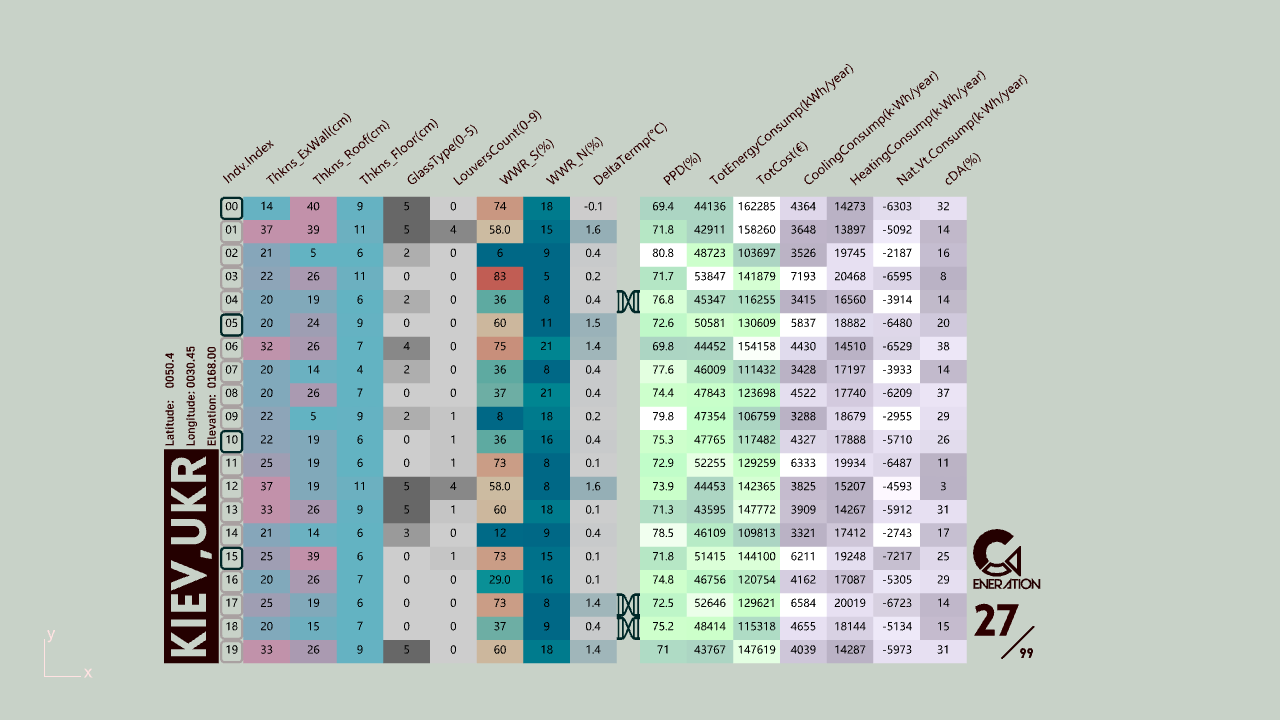 Indv.Index Thkns_ExWall(cm) Thkns_Roof(cm) Thkns_Floor(cm) GlassType(0-5) LouversCount(0-9) WWR_S(%) WWR_N(%) DeltaTermp(°C) PPD(%) TotEnergyConsump(kWh/year) TotCost(€) CoolingConsump(k·Wh/year) HeatingConsump(k·Wh/year) Nat.Vt.Consump(k·Wh/year) cDA(%)
00 14 40 9 5 0 74 18 -0.1 69.4 44136 162285 4364 14273 -6303 32
01 37 39 11 5 4 58.0 15 1.6 71.8 42911 158260 3648 13897 -5092 14
02 21 5 6 2 0 6 9 0.4 80.8 48723 103697 3526 19745 -2187 16
03 22 26 11 0 0 83 5 0.2 71.7 53847 141879 7193 20468 -6595 8
04 20 19 6 2 0 36 8 0.4 76.8 45347 116255 3415 16560 -3914 14
05 20 24 9 0 0 60 11 1.5 72.6 50581 130609 5837 18882 -6480 20
06 32 26 7 4 0 75 21 1.4 69.8 44452 154158 4430 14510 -6529 38
07 20 14 4 2 0 36 8 0.4 77.6 46009 111432 3428 17197 -3933 14
08 20 26 7 0 0 37 21 0.4 74.4 47843 123698 4522 17740 -6209 37
09 22 5 9 2 1 8 18 0.2 79.8 47354 106759 3288 18679 -2955 29
10 22 19 6 0 1 36 16 0.4 75.3 47765 117482 4327 17888 -5710 26
11 25 19 6 0 1 73 8 0.1 72.9 52255 129259 6333 19934 -6487 11
12 37 19 11 5 4 58.0 8 1.6 73.9 44453 142365 3825 15207 -4593 3
13 33 26 9 5 1 60 18 0.1 71.3 43595 147772 3909 14267 -5912 31
14 21 14 6 3 0 12 9 0.4 78.5 46109 109813 3321 17412 -2743 17
15 25 39 6 0 1 73 15 0.1 71.8 51415 144100 6211 19248 -7217 25
16 20 26 7 0 0 29.0 16 0.1 74.8 46756 120754 4162 17087 -5305 29
17 25 19 6 0 0 73 8 1.4 72.5 52646 129621 6584 20019 -6723 14
18 20 15 7 0 0 37 9 0.4 75.2 48414 115318 4655 18144 -5134 15
19 33 26 9 5 0 60 18 1.4 71 43767 147619 4039 14287 -5973 31
Latitude: 0050.4
Longitude: 0030.45
Elevation: 0168.00
KIEV,UKR
G
ENERATION
27/99
y
x